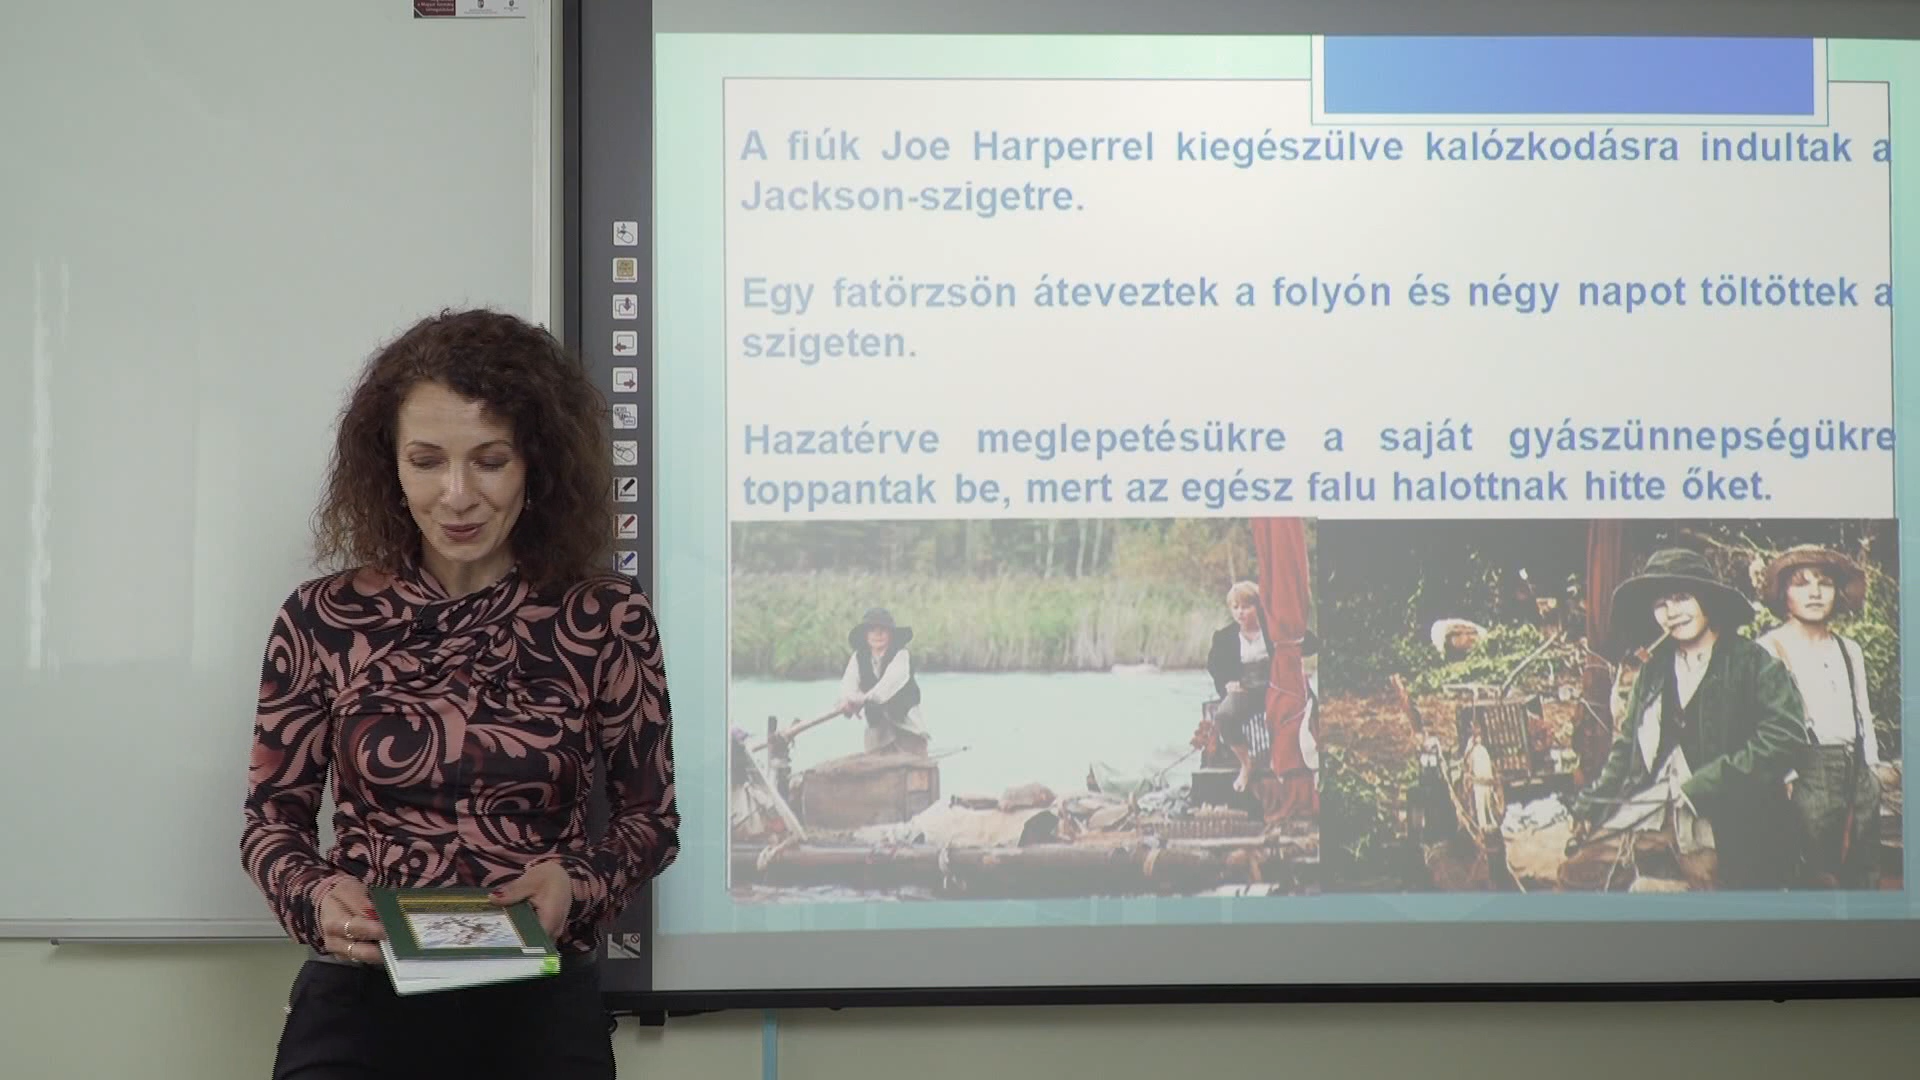 A fiúk Joe Harperrel kiegészülve kalózkodásra indultak a
Jackson-szigetre.
Egy fatörzsön áteveztek a folyón és négy napot töltöttek a
szigeten.
Hazatérve meglepetésükre a saját gyászünnepségükre
toppantak be, mert az egész falu halottnak hitte őket.